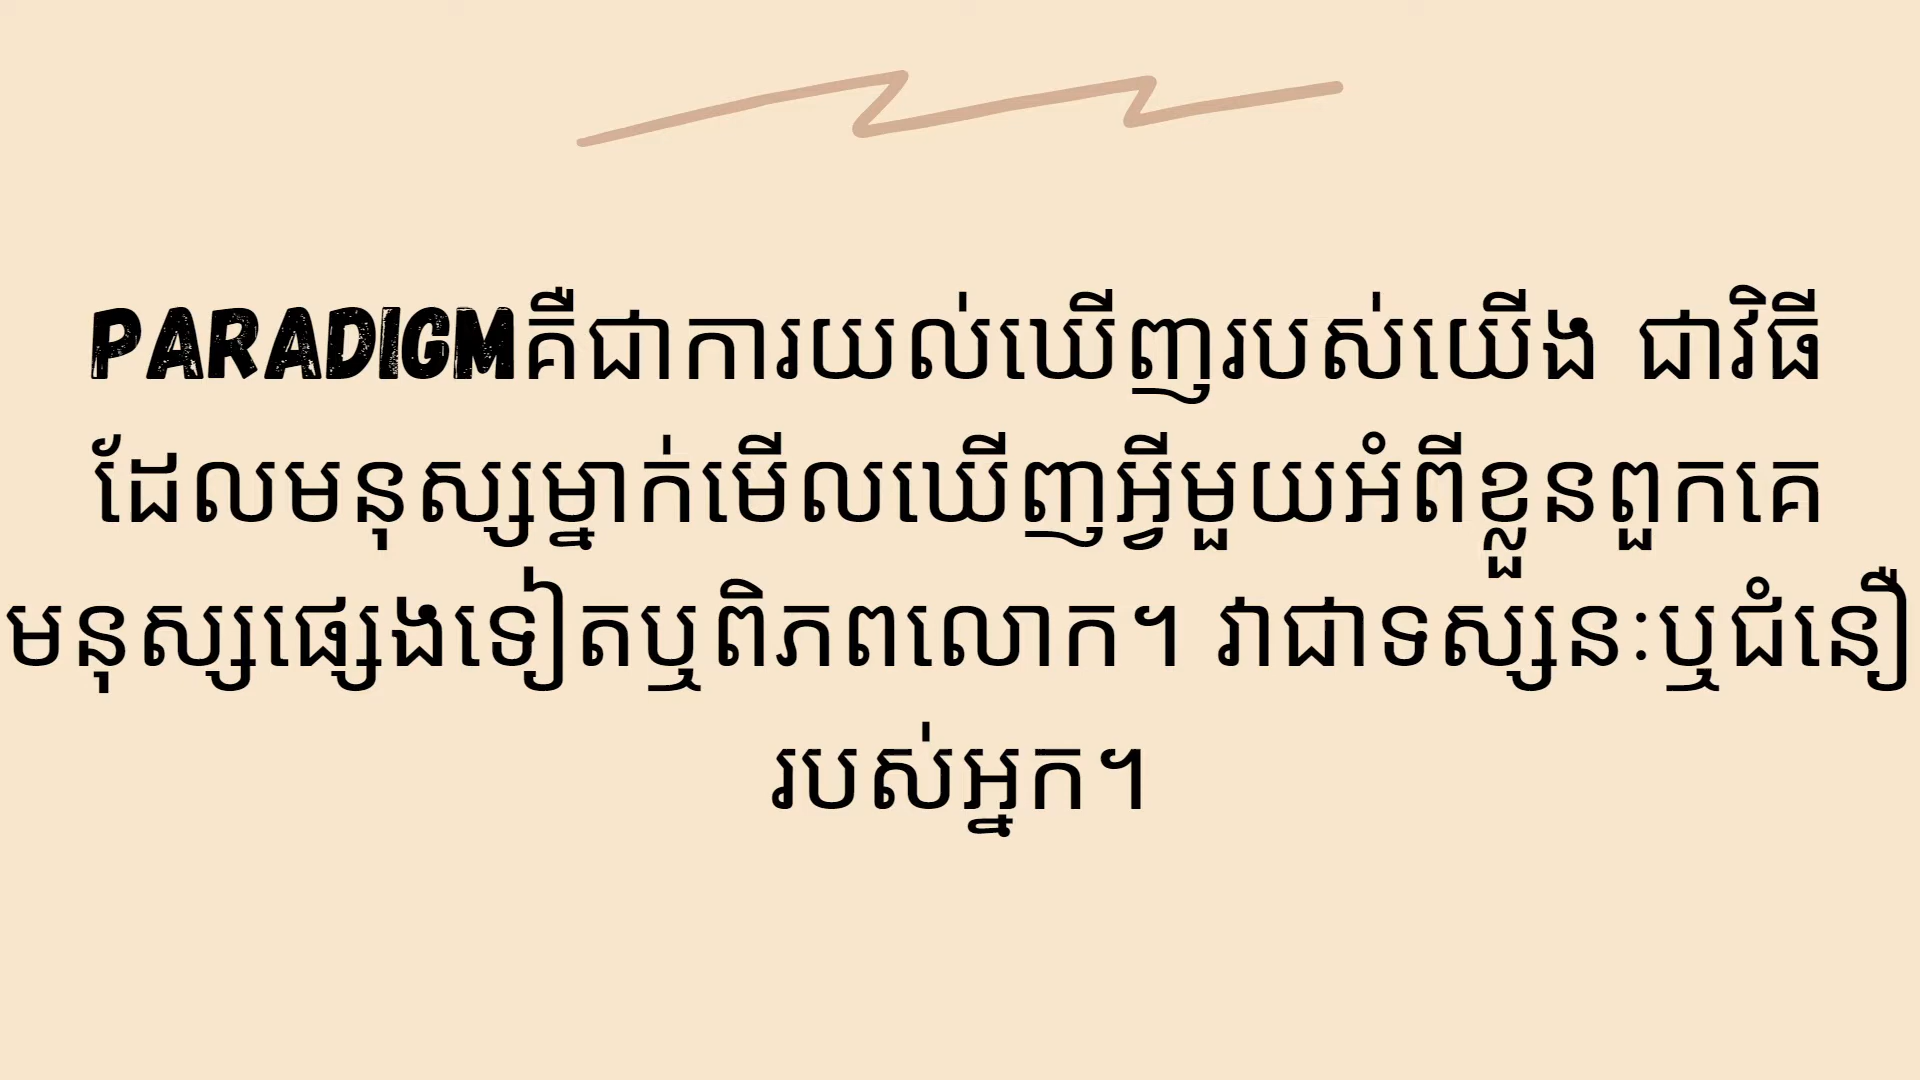 PARADIGMគឺជាការយល់ឃើញរបស់យើង ជាវិធី
ដែលមនុស្សម្នាក់មើលឃើញអ្វីមួយអំពីខ្លួនពួកគេ
មនុស្សផ្សេងទៀតឬពិភពលោក។ វាជាទស្សនៈឬជំនឿ
របស់អ្នក។